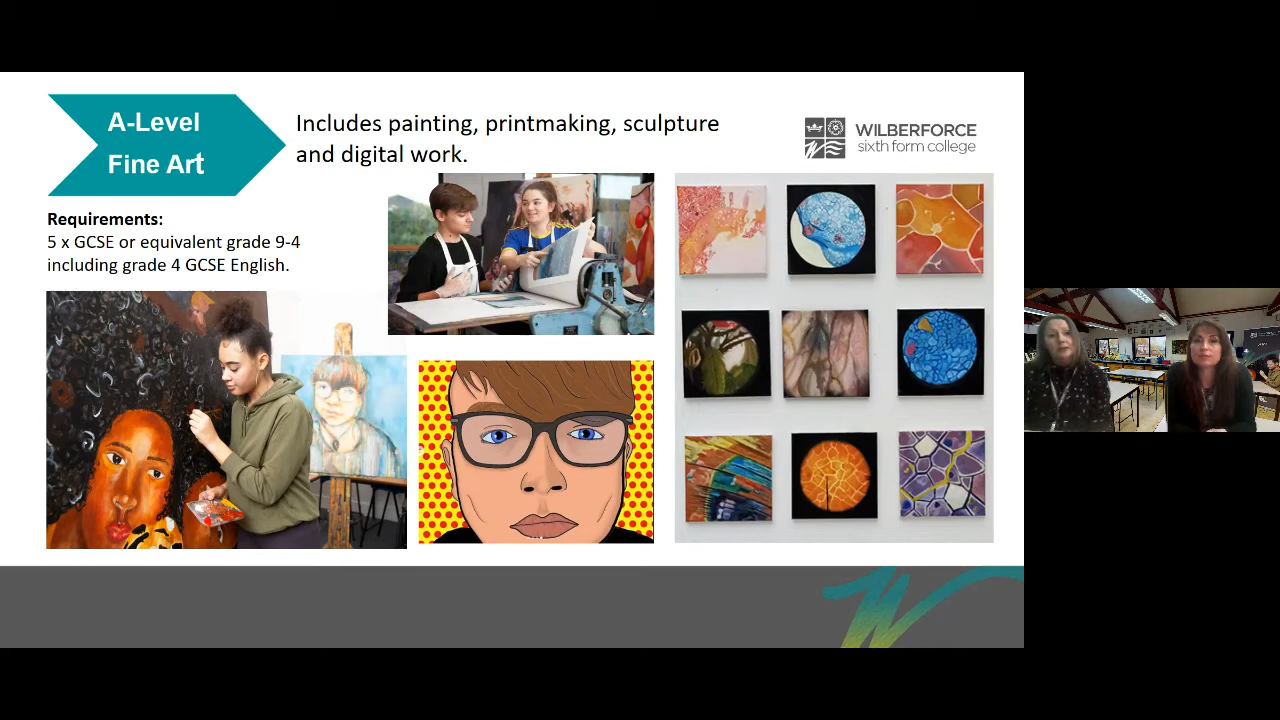 A-Level
Fine Art
Includes painting, printmaking, sculpture
and digital work.
WILBERFORCE
sixth form college
Requirements:
5 x GCSE or equivalent grade 9-4
including grade 4 GCSE English.